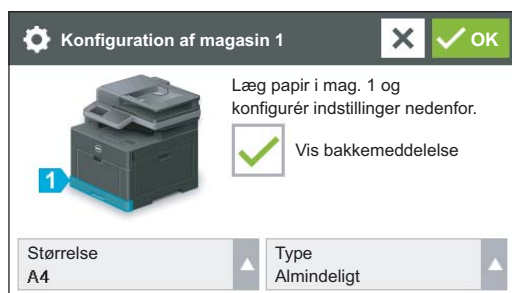 Konfiguration af magasin 1
OK
Læg papir i mag. 1 og
konfigurér indstillinger nedenfor.
Vis bakkemeddelelse
1
Størrelse
A4
Type
Almindeligt